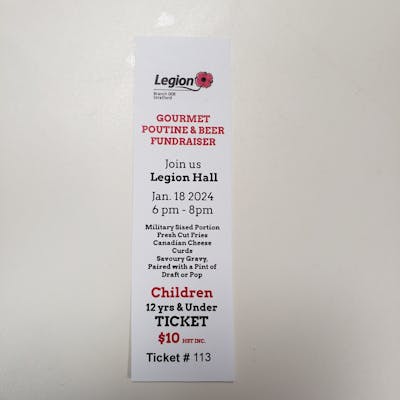 Legion
Branch 008
Stratford
GOURMET
POUTINE & BEER
FUNDRAISER
Join us
Legion Hall
Jan. 18 2024
6 pm - 8pm
Military Sized Portion
Fresh Cut Fries
Canadian Cheese
Curds
Savoury Gravy,
Paired with a Pint of
Draft or Pop
Children
12 yrs & Under
TICKET
$10 HST INC.
Ticket # 113